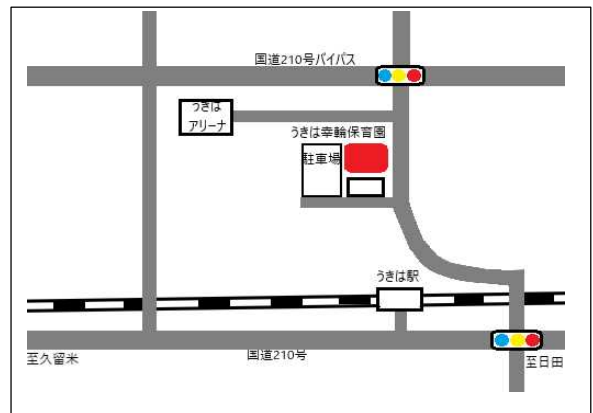 国道210号バイパス
うきは
アリーナ
うきは幸輪保育園
駐車場
うきは駅
至久留米
国道210号
至日田